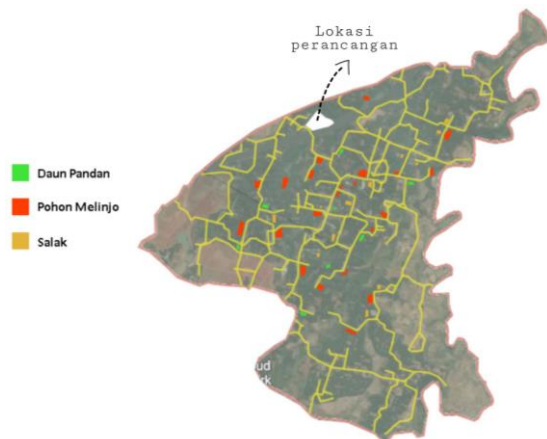 Lokasi
perancangan
Daun Pandan
Pohon Melinjo
Salak